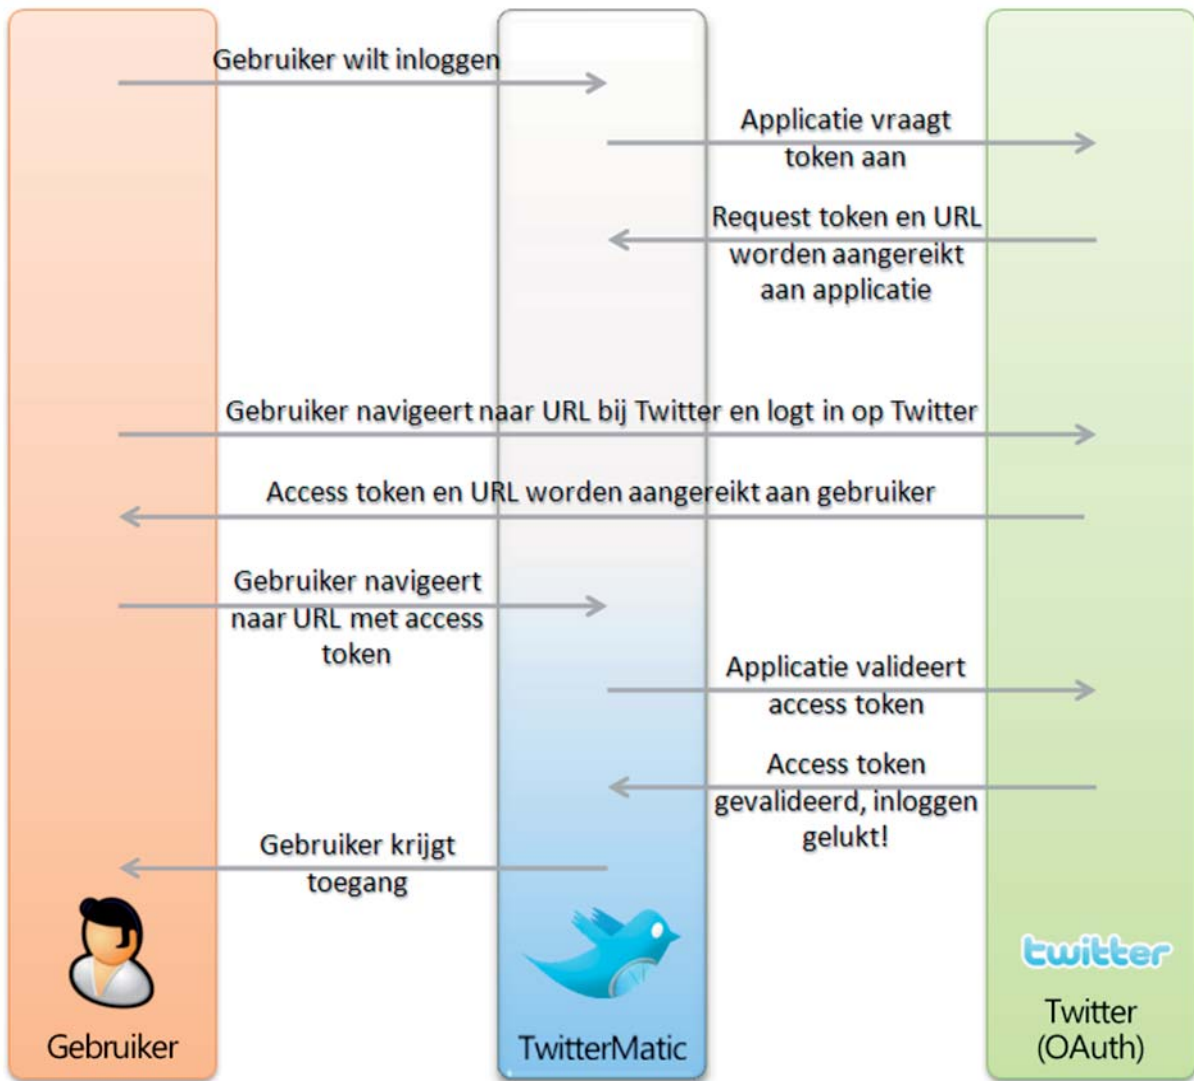 Gebruiker wilt inloggen
Applicatie vraagt
token aan
Request token en URL
worden aangereikt
aan applicatie
Gebruiker navigeert naar URL bij Twitter en logt in op Twitter
Access token en URL worden aangereikt aan gebruiker
Gebruiker navigeert
naar URL met access
token
Applicatie valideert
access token
Access token
gevalideerd, inloggen
gelukt!
Gebruiker krijgt
toegang
Gebruiker
TwitterMatic
twitter
Twitter
(OAuth)